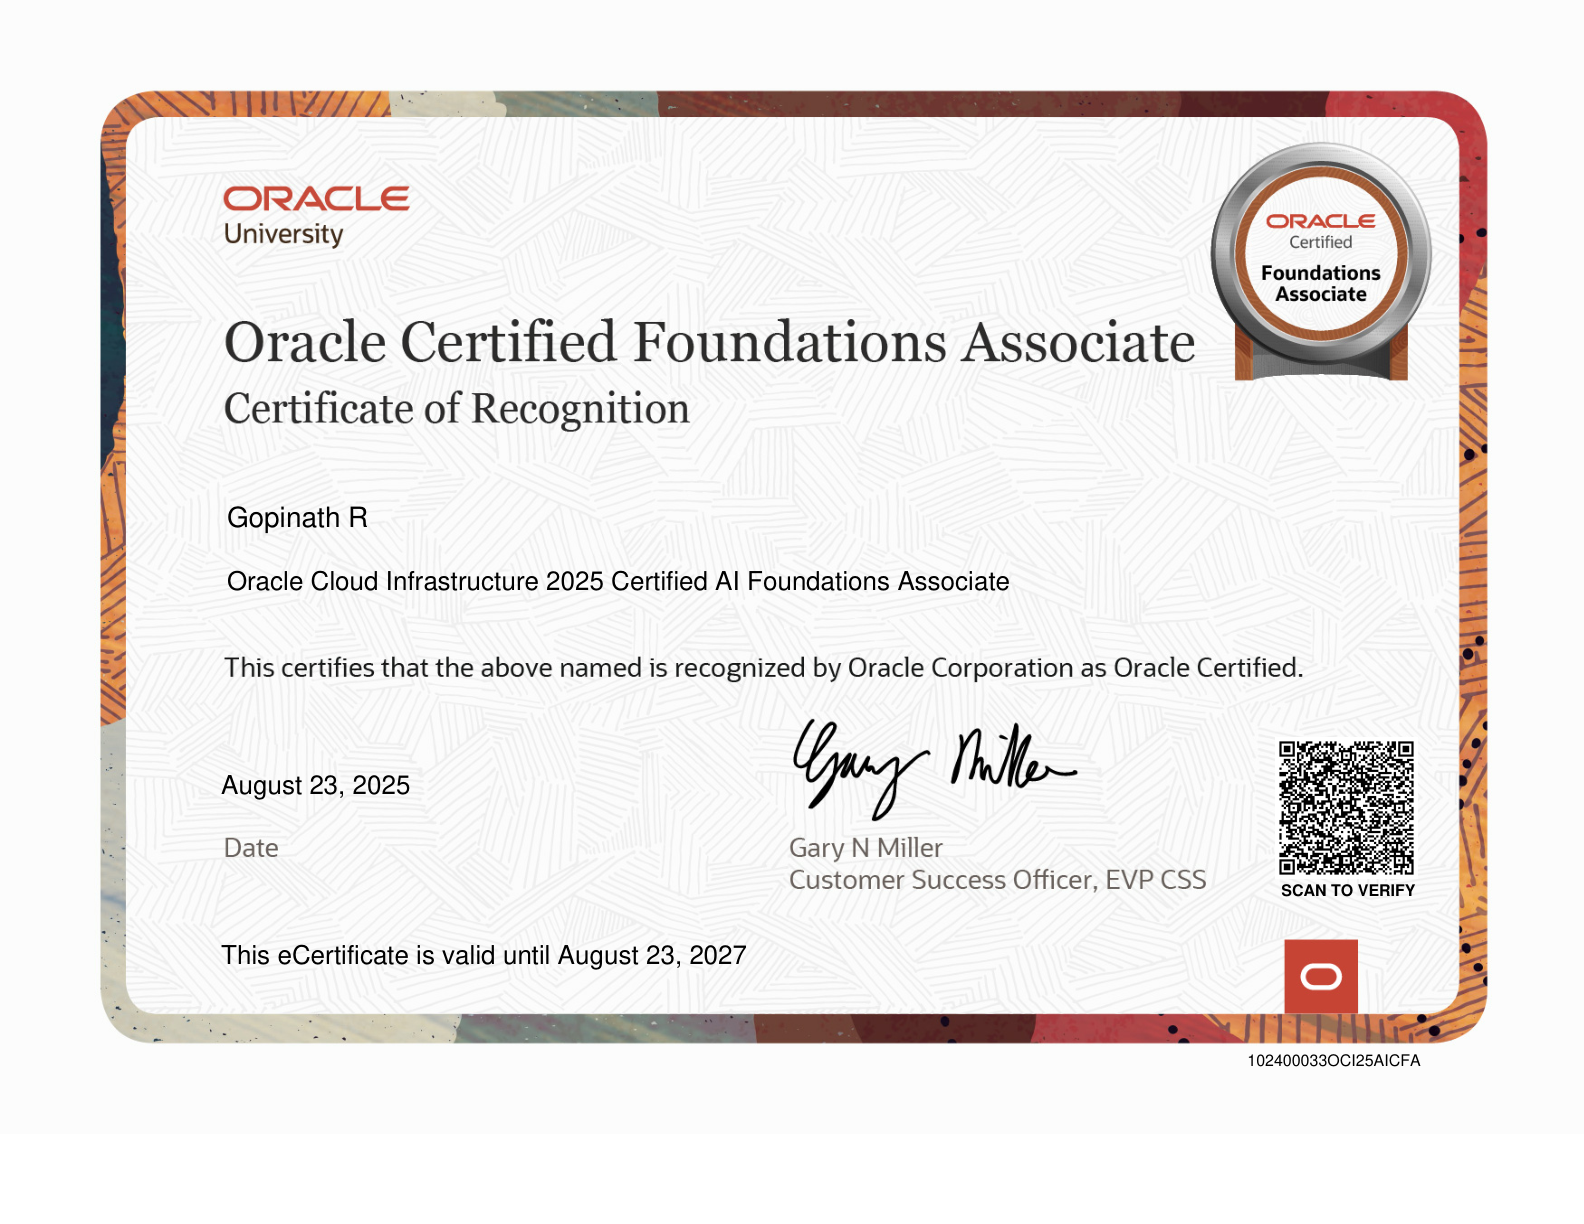 ORACLE
University
ORACLE
Certified
Foundations
Associate
Oracle Certified Foundations Associate
Certificate of Recognition
Gopinath R
Oracle Cloud Infrastructure 2025 Certified AI Foundations Associate
This certifies that the above named is recognized by Oracle Corporation as Oracle Certified.
Gary Miller
August 23, 2025
Date
Gary N Miller
Customer Success Officer, EVP CSS
SCAN TO VERIFY
This eCertificate is valid until August 23, 2027
102400033OCI25AICFA